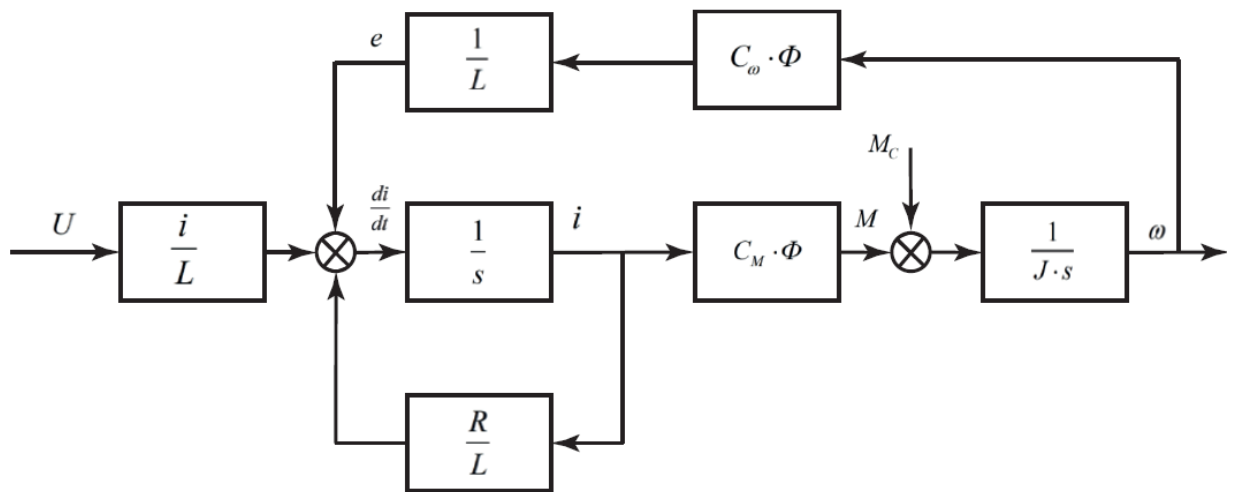 e
1
L
C_ω · Φ
M_C
U
i
L
di
dt
1
s
i
C_M · Φ
M
1
J · s
ω
R
L